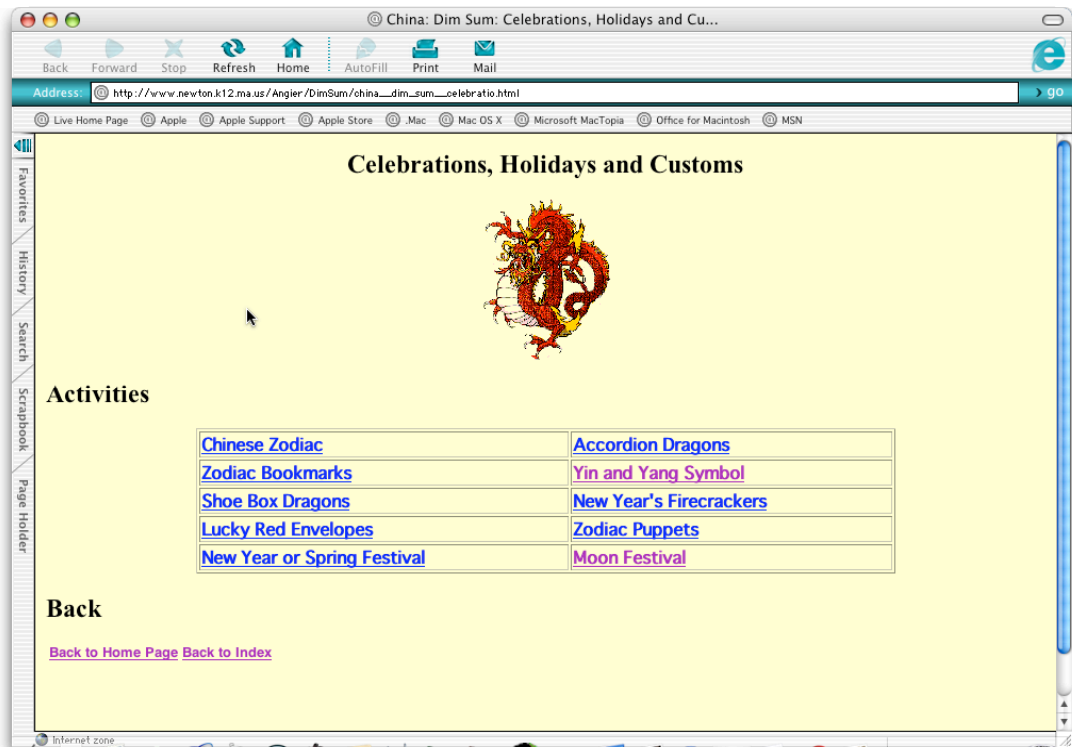 China: Dim Sum: Celebrations, Holidays and Cu...
Back Forward Stop Refresh Home AutoFill Print Mail
Address: http://www.newton.k12.ma.us/Angier/DimSum/china__dim_sum__celebratio.html go
Live Home Page Apple Apple Support Apple Store .Mac Mac OS X Microsoft MacTopia Office for Macintosh MSN
Favorites
History
Search
Scrapbook
Page Holder
Celebrations, Holidays and Customs
Activities
Chinese Zodiac Accordion Dragons
Zodiac Bookmarks Yin and Yang Symbol
Shoe Box Dragons New Year's Firecrackers
Lucky Red Envelopes Zodiac Puppets
New Year or Spring Festival Moon Festival
Back
Back to Home Page Back to Index
Internet zone